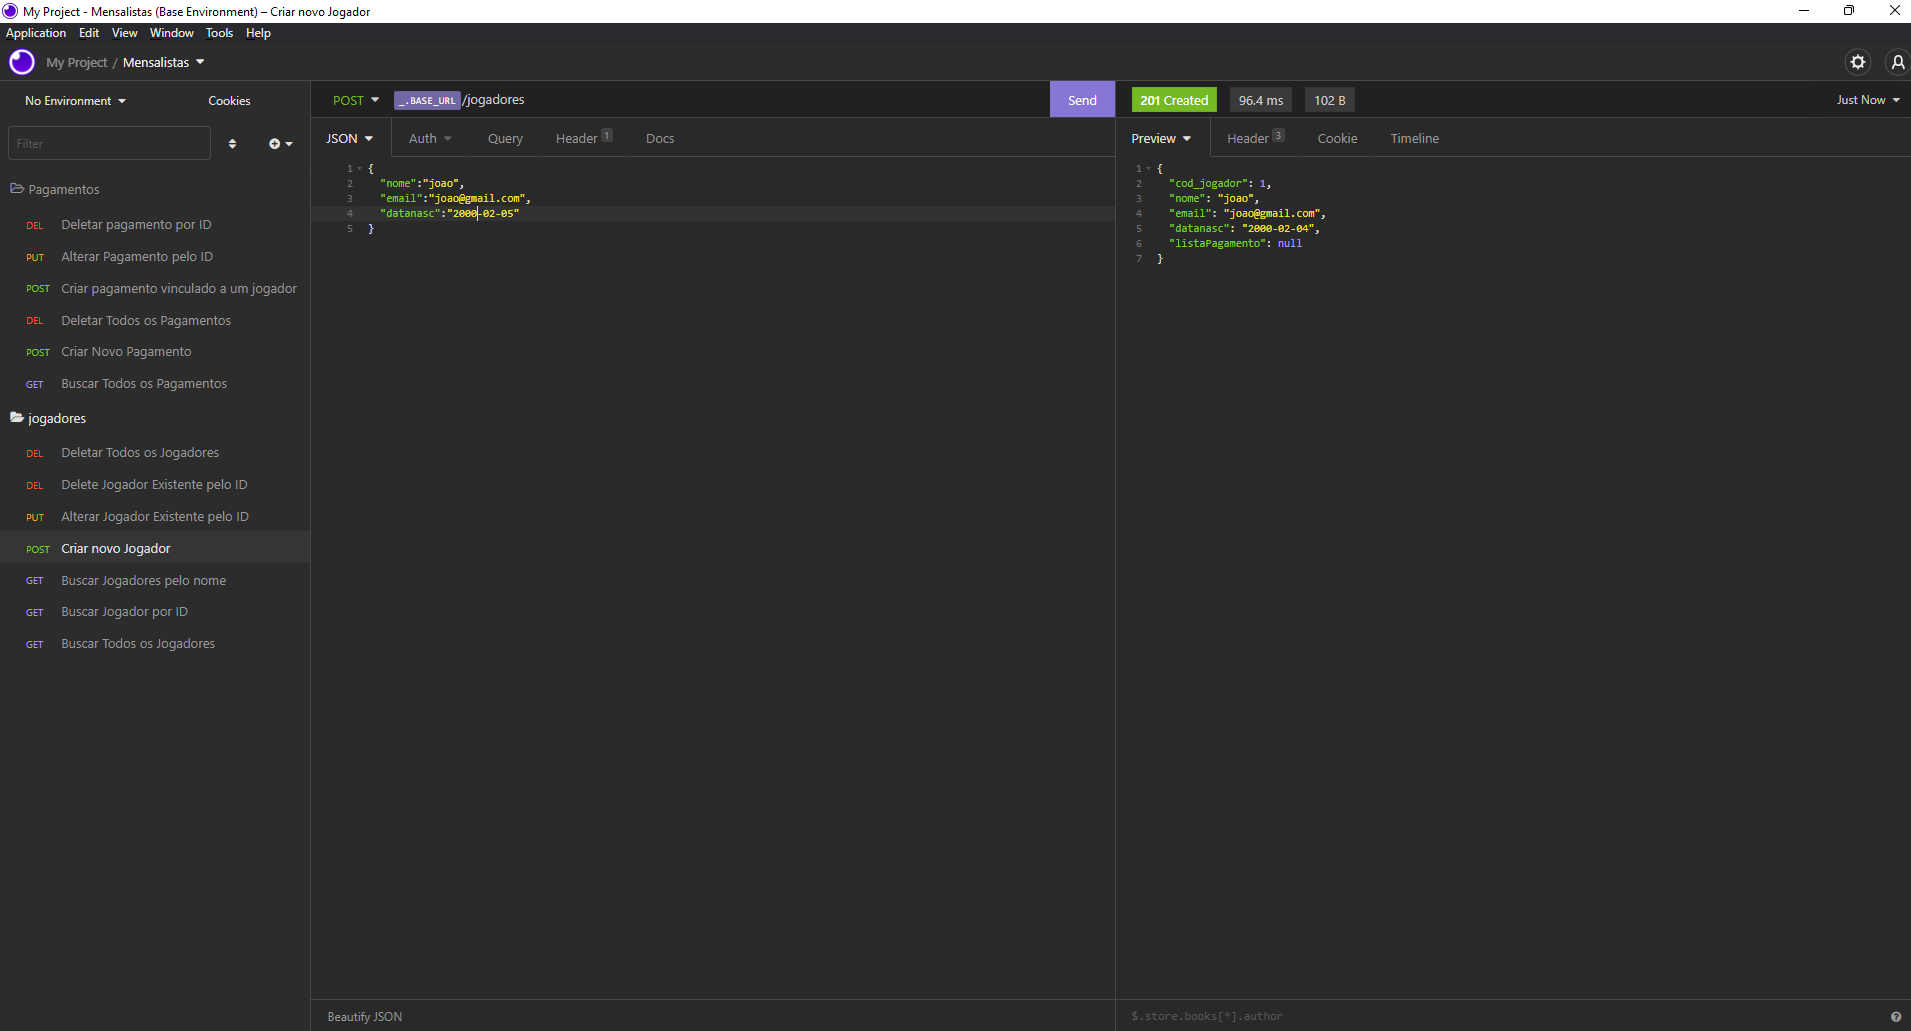 My Project - Mensalistas (Base Environment) – Criar novo Jogador
Application Edit View Window Tools Help
My Project / Mensalistas
No Environment
Cookies
Filter
Pagamentos
DEL Deletar pagamento por ID
PUT Alterar Pagamento pelo ID
POST Criar pagamento vinculado a um jogador
DEL Deletar Todos os Pagamentos
POST Criar Novo Pagamento
GET Buscar Todos os Pagamentos
jogadores
DEL Deletar Todos os Jogadores
DEL Delete Jogador Existente pelo ID
PUT Alterar Jogador Existente pelo ID
POST Criar novo Jogador
GET Buscar Jogadores pelo nome
GET Buscar Jogador por ID
GET Buscar Todos os Jogadores
POST _.BASE_URL /jogadores Send
JSON Auth Query Header 1 Docs
1 {
2 "nome":"joao",
3 "email":"joao@gmail.com",
4 "datanasc":"2000-02-05"
5 }
Beautify JSON
201 Created 96.4 ms 102 B Just Now
Preview Header 3 Cookie Timeline
1 {
2 "cod_jogador": 1,
3 "nome": "joao",
4 "email": "joao@gmail.com",
5 "datanasc": "2000-02-04",
6 "listaPagamento": null
7 }
$.store.books[*].author